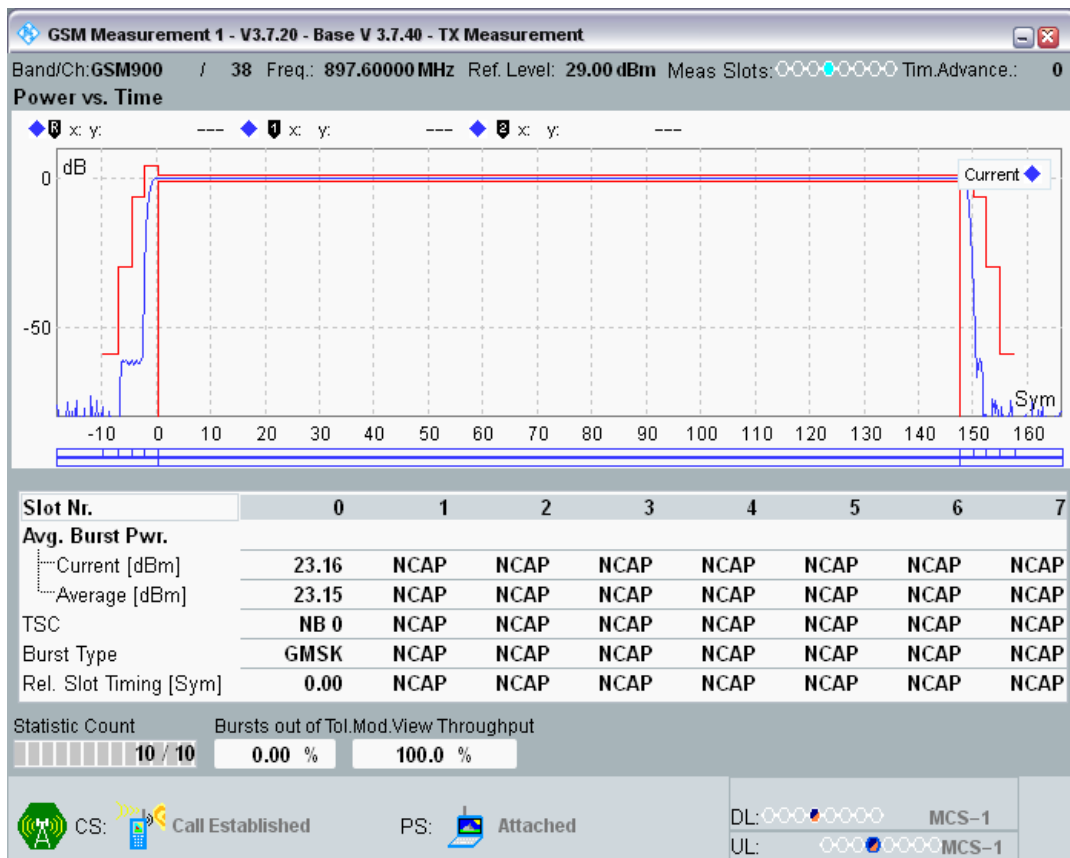 GSM Measurement 1 - V3.7.20 - Base V 3.7.40 - TX Measurement
Band/Ch:GSM900 / 38 Freq.: 897.60000 MHz Ref. Level: 29.00 dBm Meas Slots: Tim.Advance.: 0
Power vs. Time
R x: y: --- 1 x: y: --- 2 x: y: ---
dB
0
Current
-50
Sym
-10 0 10 20 30 40 50 60 70 80 90 100 110 120 130 140 150 160
Slot Nr. 0 1 2 3 4 5 6 7
Avg. Burst Pwr.
Current [dBm] 23.16 NCAP NCAP NCAP NCAP NCAP NCAP NCAP
Average [dBm] 23.15 NCAP NCAP NCAP NCAP NCAP NCAP NCAP
TSC NB 0 NCAP NCAP NCAP NCAP NCAP NCAP NCAP
Burst Type GMSK NCAP NCAP NCAP NCAP NCAP NCAP NCAP
Rel. Slot Timing [Sym] 0.00 NCAP NCAP NCAP NCAP NCAP NCAP NCAP
Statistic Count Bursts out of Tol.Mod.View Throughput
10 / 10 0.00 % 100.0 %
CS: Call Established PS: Attached
DL: MCS-1
UL: MCS-1